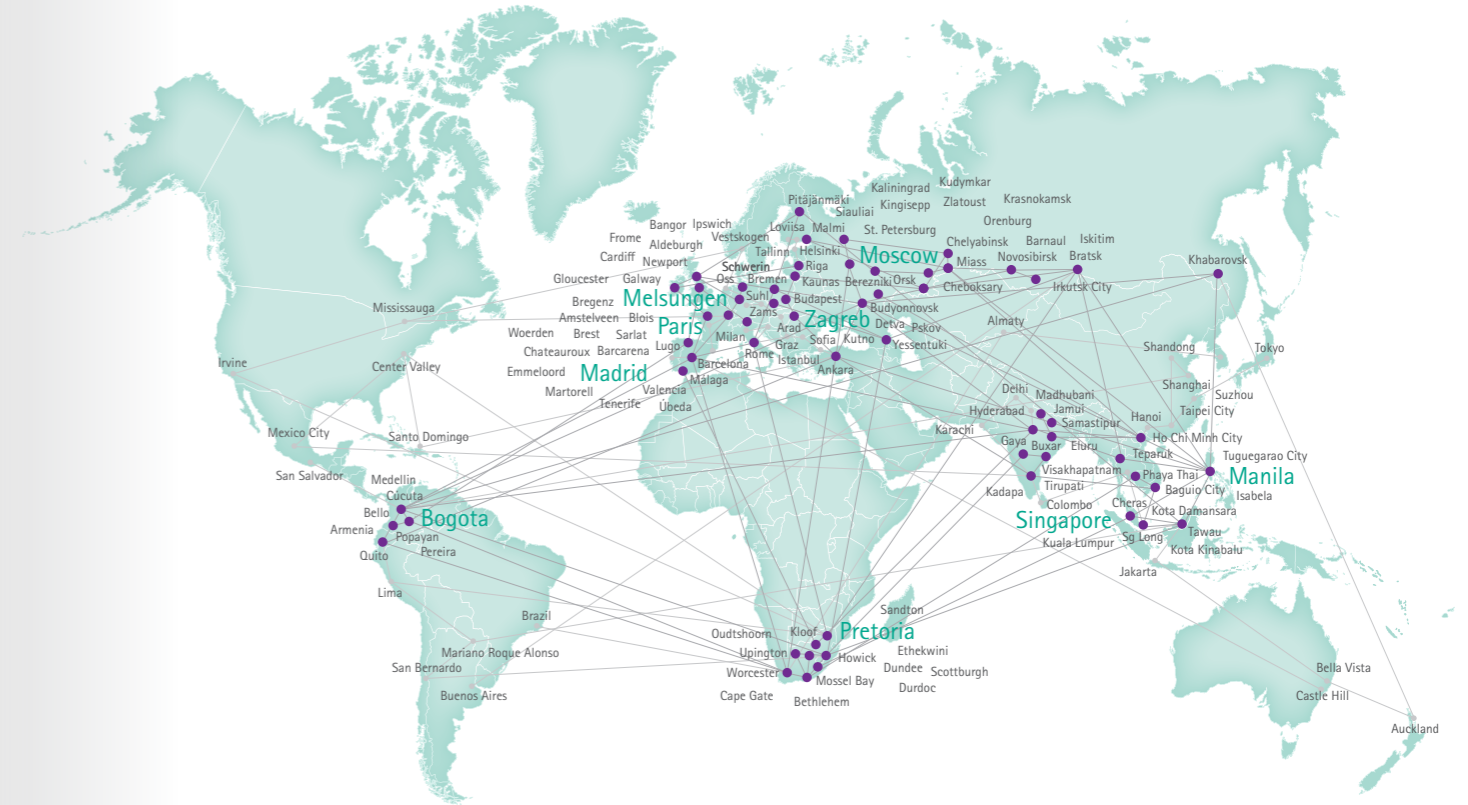 Kudymkar
Kaliningrad
Krasnokamsk
Pitäjänmäki
Kingisepp
Zlatoust
Siauliai
Orenburg
Bangor
Ipswich
Loviisa
Malmi
St. Petersburg
Frome
Vestskogen
Aldeburgh
Chelyabinsk
Barnaul
Iskitim
Cardiff
Tallinn
Helsinki
Moscow
Novosibirsk
Bratsk
Khabarovsk
Newport
Schwerin
Riga
Miass
Gloucester
Galway
Oss
Bremen
Kaunas
Berezniki
Orsk
Cheboksary
Irkutsk City
Melsungen
Suhl
Budapest
Bregenz
Budyonnovsk
Mississauga
Amstelveen
Blois
Zams
Zagreb
Detva
Pskov
Almaty
Paris
Arad
Woerden
Brest
Sarlat
Milan
Sofia
Kutno
Yessentuki
Lugo
Graz
Chateauroux
Barcarena
Rome
Istanbul
Shandong
Tokyo
Irvine
Center Valley
Barcelona
Ankara
Emmeloord
Madrid
Málaga
Shanghai
Martorell
Valencia
Delhi
Madhubani
Suzhou
Tenerife
Úbeda
Hyderabad
Jamui
Taipei City
Samastipur
Hanoi
Mexico City
Santo Domingo
Karachi
Gaya
Buxar
Eluru
Ho Chi Minh City
Teparuk
Tuguegarao City
San Salvador
Medellin
Visakhapatnam
Phaya Thai
Manila
Tirupati
Baguio City
Cúcuta
Kadapa
Isabela
Colombo
Cheras
Bello
Bogota
Kota Damansara
Singapore
Armenia
Popayan
Tawau
Sg Long
Kuala Lumpur
Quito
Pereira
Kota Kinabalu
Jakarta
Lima
Brazil
Sandton
Oudtshoorn
Kloof
Pretoria
Mariano Roque Alonso
Upington
Howick
Ethekwini
San Bernardo
Worcester
Dundee
Scottburgh
Bella Vista
Mossel Bay
Durdoc
Buenos Aires
Cape Gate
Bethlehem
Castle Hill
Auckland